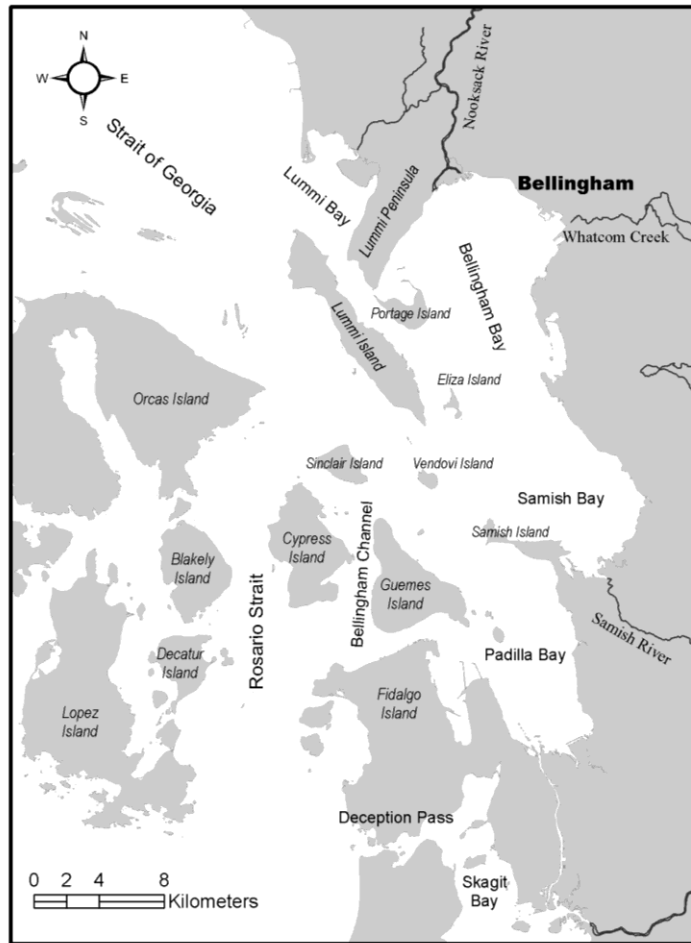 N
W E
S
Strait of Georgia
Lummi Bay
Lummi Peninsula
Nooksack River
Bellingham
Whatcom Creek
Bellingham Bay
Portage Island
Lummi Island
Eliza Island
Orcas Island
Sinclair Island
Vendovi Island
Samish Bay
Samish Island
Cypress
Island
Bellingham Channel
Blakely
Island
Guemes
Island
Samish River
Rosario Strait
Padilla Bay
Decatur
Island
Fidalgo
Island
Lopez
Island
Deception Pass
Skagit
Bay
0 2 4 8
Kilometers